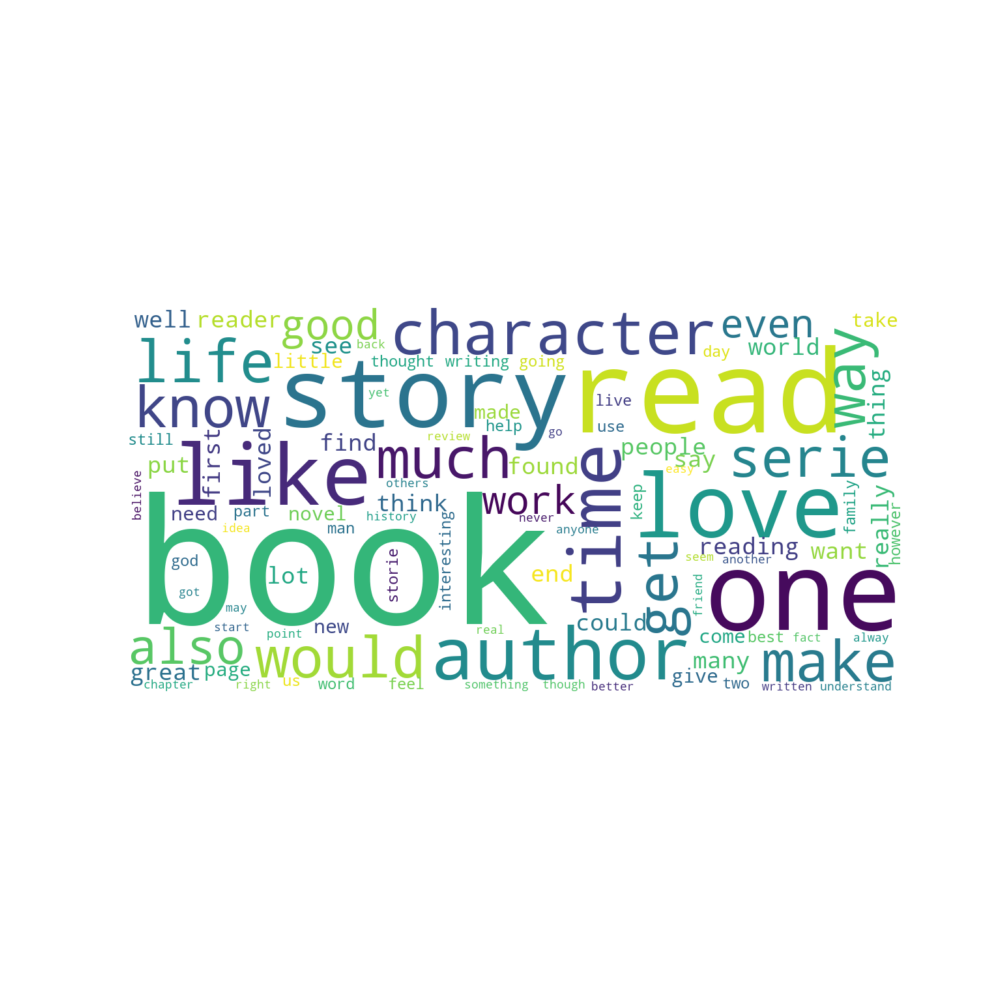 well
reader
good
character
even
take
life
see
back
world
little
thought
writing
going
day
way
know
story
read
thing
yet
made
live
still
first
loved
find
review
help
go
use
people
say
serie
put
like
much
found
time
easy
believe
need
part
novel
others
think
interesting
work
never
anyone
keep
love
family
really
however
idea
man
history
book
god
lot
storie
end
get
seem
reading
another
want
got
may
friend
one
start
point
new
real
could
come
best
fact
alway
also
would
author
many
make
great
page
chapter
right
us
word
feel
something
though
better
give
two
written
understand